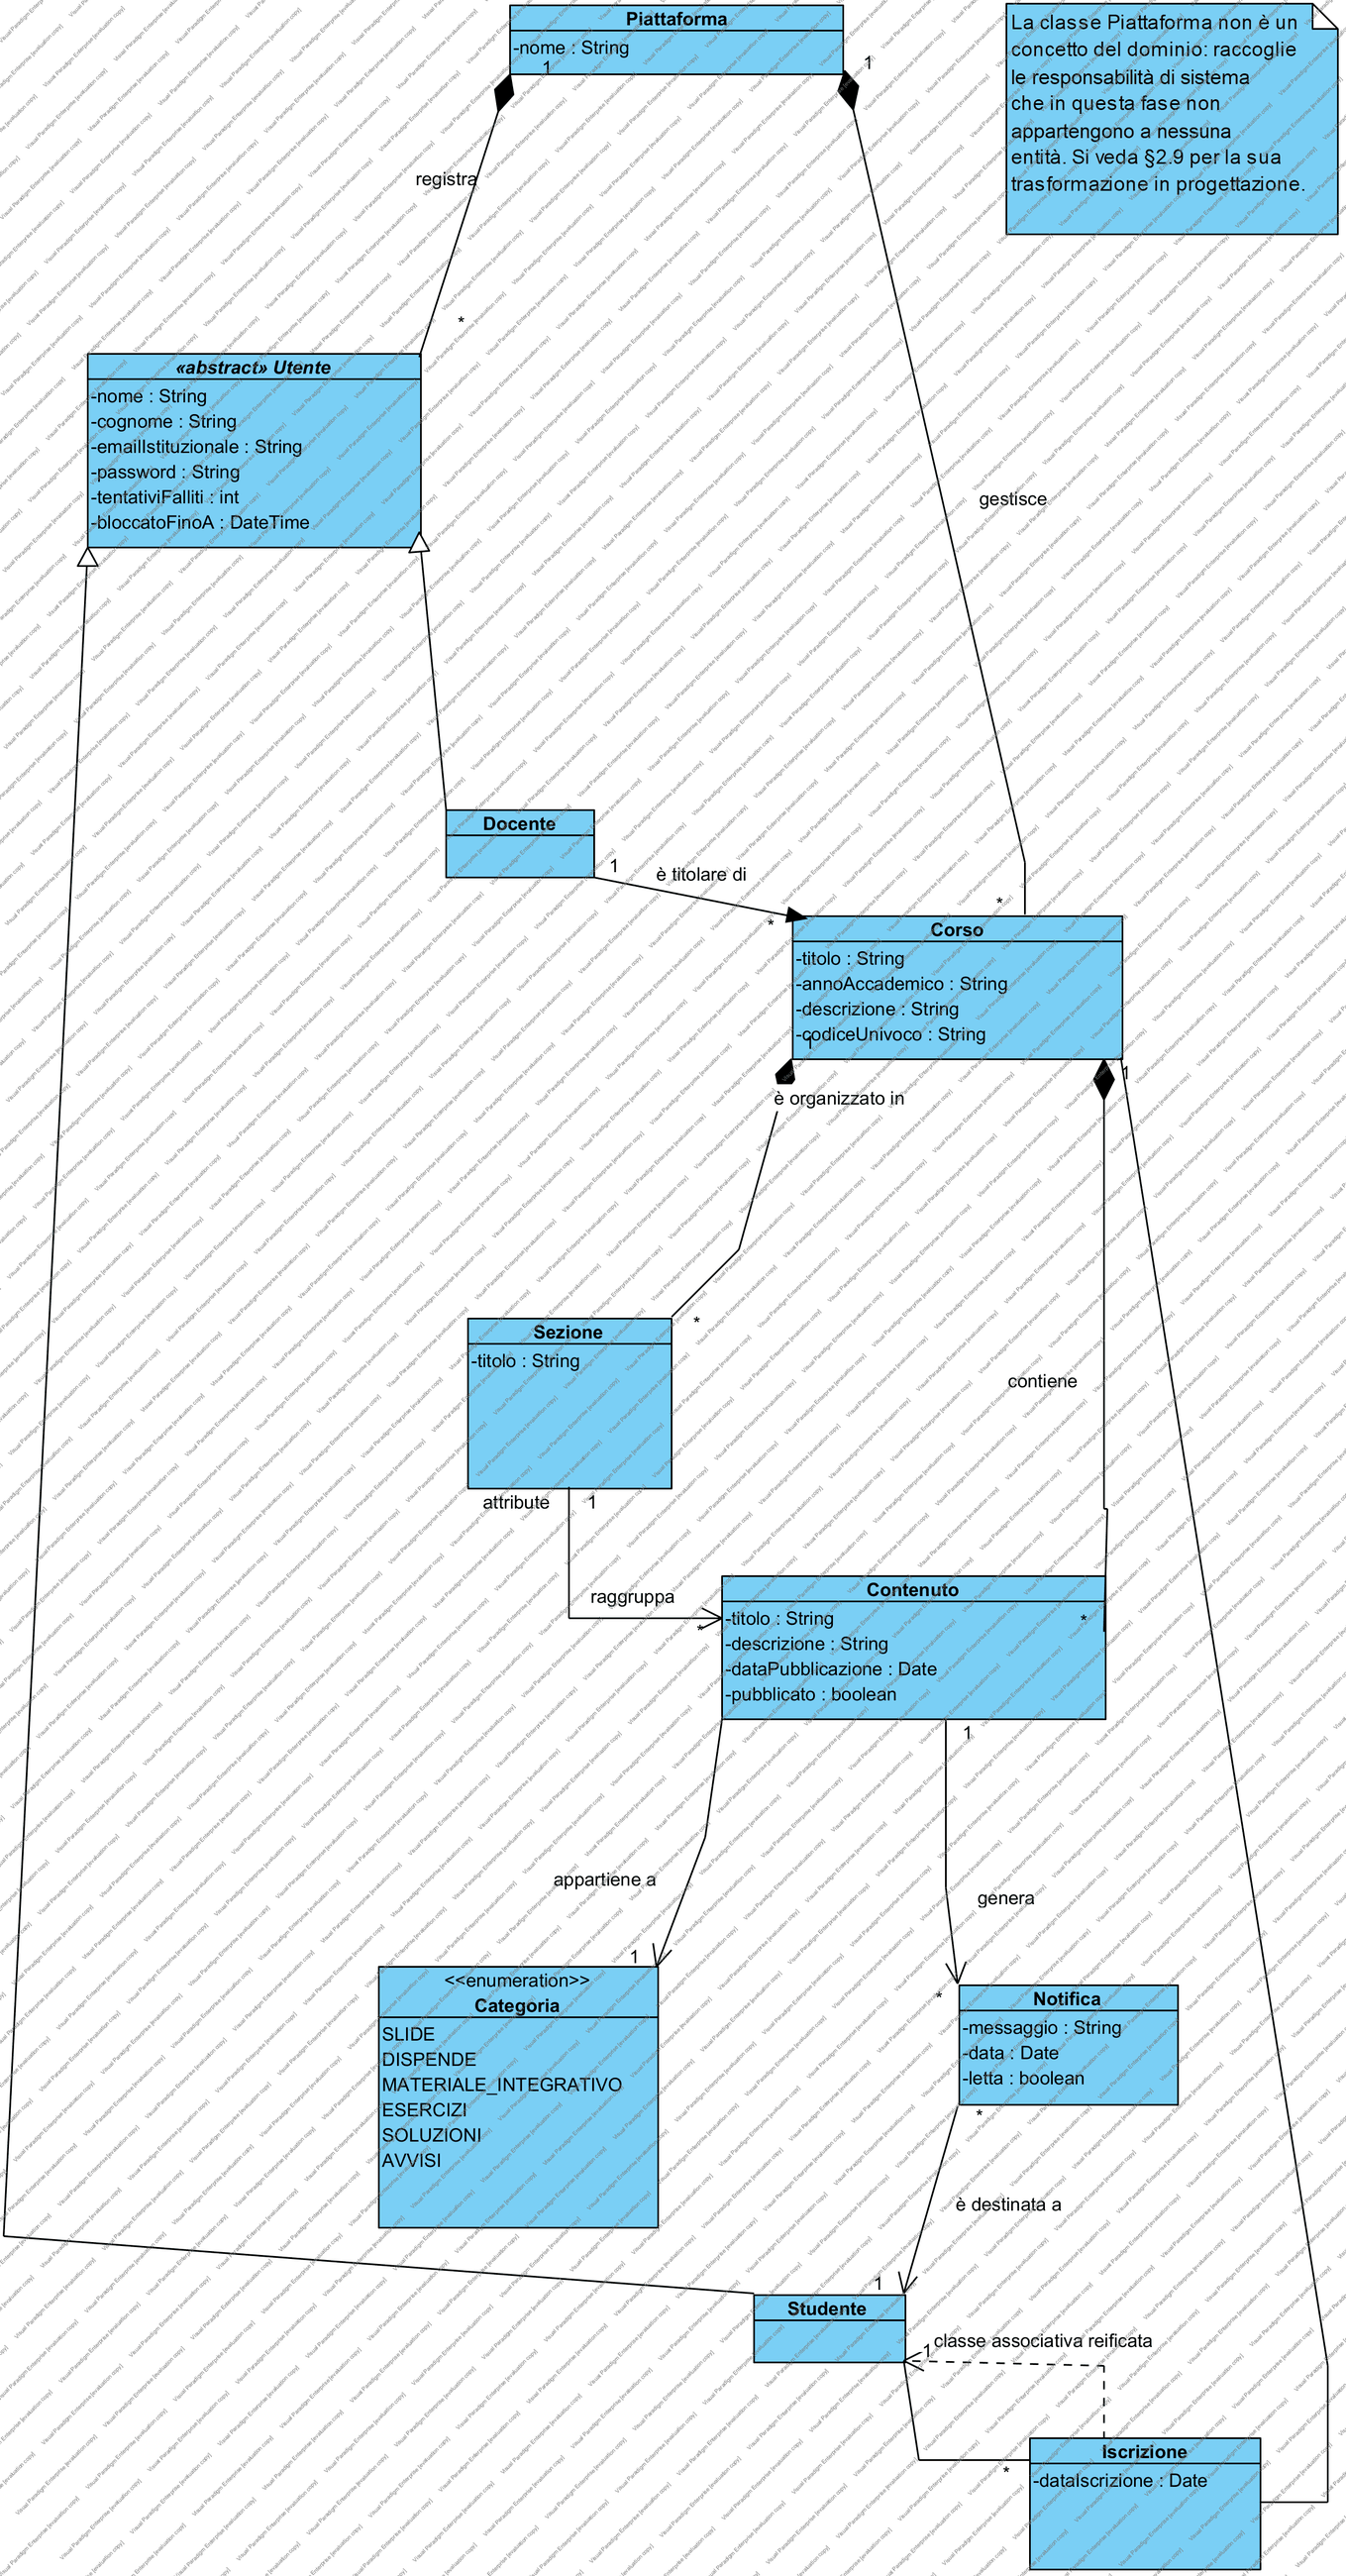 Piattaforma
-nome : String
1
1
La classe Piattaforma non è un
concetto del dominio: raccoglie
le responsabilità di sistema
che in questa fase non
appartengono a nessuna
entità. Si veda §2.9 per la sua
trasformazione in progettazione.
registra
*
«abstract» Utente
-nome : String
-cognome : String
-emailIstituzionale : String
-password : String
-tentativiFalliti : int
-bloccatoFinoA : DateTime
gestisce
Docente
1
è titolare di
*
*
Corso
-titolo : String
-annoAccademico : String
-descrizione : String
-codiceUnivoco : String
1
1
è organizzato in
*
Sezione
-titolo : String
contiene
attribute
1
raggruppa
*
Contenuto
-titolo : String
*
-descrizione : String
-dataPubblicazione : Date
-pubblicato : boolean
1
appartiene a
genera
1
*
<<enumeration>>
Categoria
SLIDE
DISPENDE
MATERIALE_INTEGRATIVO
ESERCIZI
SOLUZIONI
AVVISI
Notifica
-messaggio : String
-data : Date
-letta : boolean
*
è destinata a
1
Studente
1
classe associativa reificata
*
Iscrizione
-dataIscrizione : Date
Visual Paradigm Enterprise [evaluation copy]